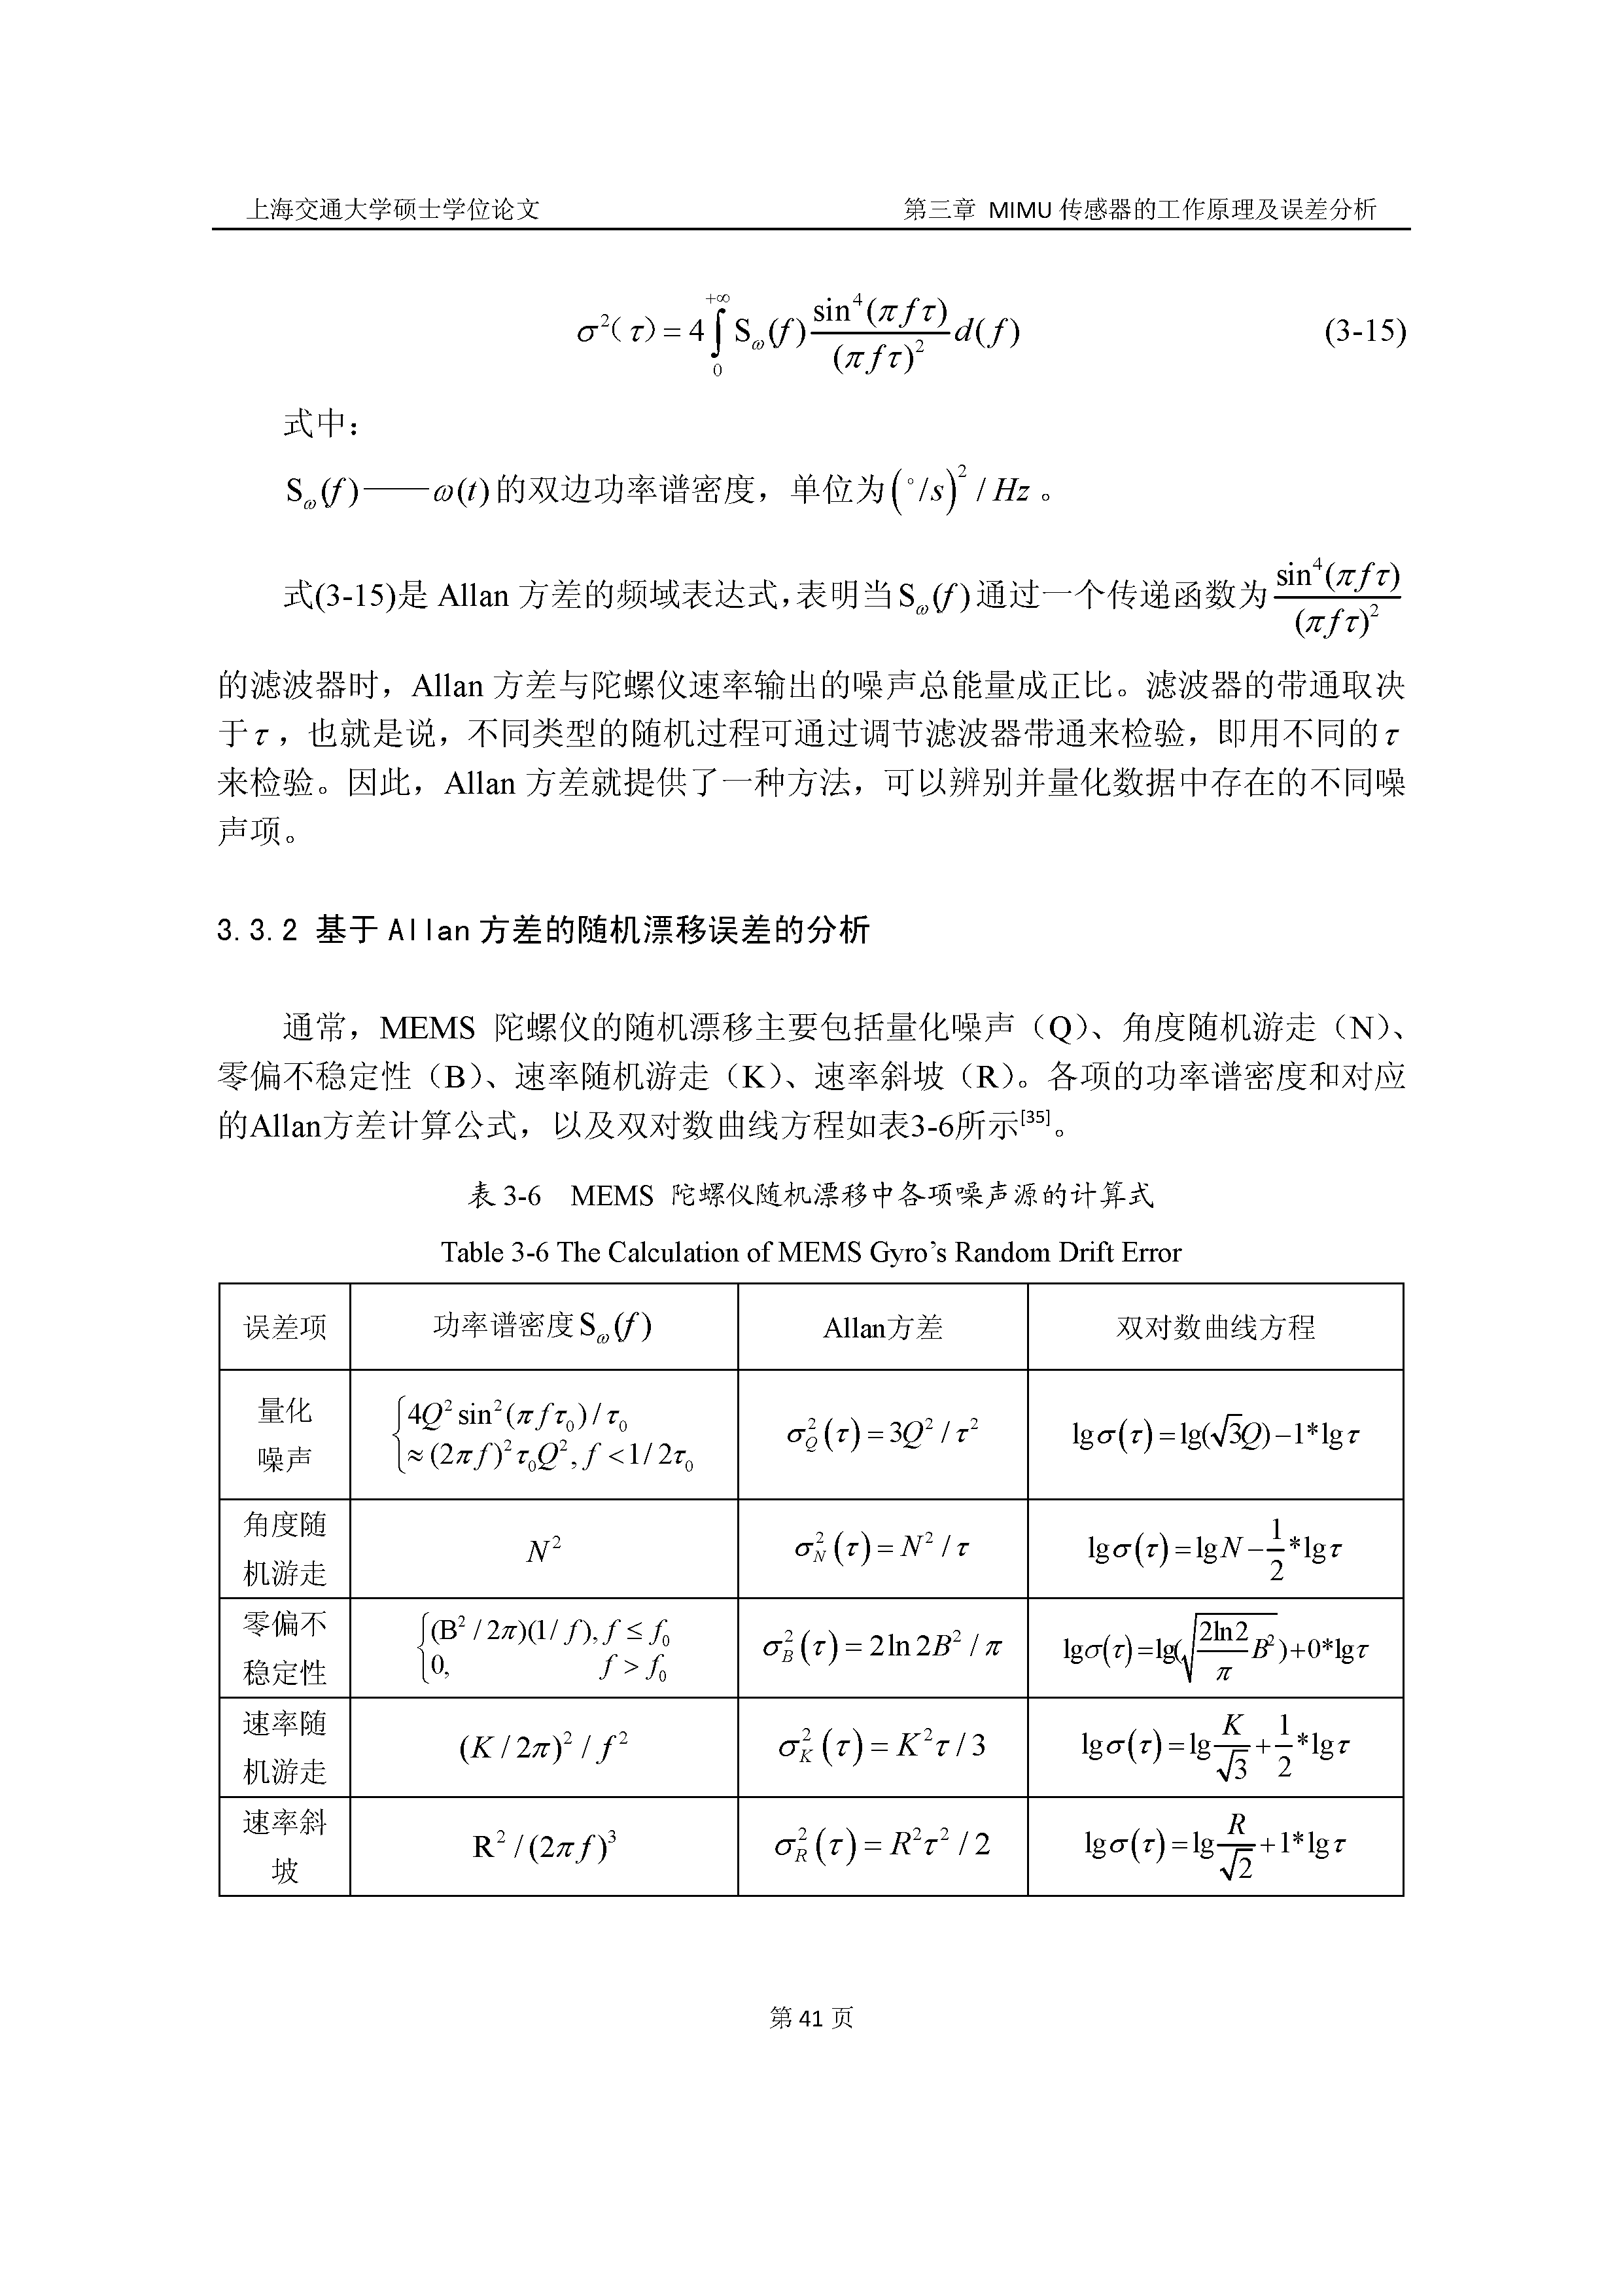 上海交通大学硕士学位论文 第三章 MIMU 传感器的工作原理及误差分析
σ²(τ) = 4∫₀^{+∞} S_ω(f) sin⁴(πfτ)/(πfτ)² d(f) (3-15)
式中：
S_ω(f)——ω(t)的双边功率谱密度，单位为(°/s)² / Hz 。
式(3-15)是 Allan 方差的频域表达式，表明当S_ω(f)通过一个传递函数为 sin⁴(πfτ)/(πfτ)²
的滤波器时，Allan 方差与陀螺仪速率输出的噪声总能量成正比。滤波器的带通取决
于τ，也就是说，不同类型的随机过程可通过调节滤波器带通来检验，即用不同的τ
来检验。因此，Allan 方差就提供了一种方法，可以辨别并量化数据中存在的不同噪
声项。
3.3.2 基于 Allan 方差的随机漂移误差的分析
通常，MEMS 陀螺仪的随机漂移主要包括量化噪声（Q）、角度随机游走（N）、
零偏不稳定性（B）、速率随机游走（K）、速率斜坡（R）。各项的功率谱密度和对应
的Allan方差计算公式，以及双对数曲线方程如表3-6所示[35]。
表 3-6 MEMS 陀螺仪随机漂移中各项噪声源的计算式
Table 3-6 The Calculation of MEMS Gyro’s Random Drift Error
误差项 功率谱密度 S_ω(f) Allan方差 双对数曲线方程
量化
噪声 {4Q² sin²(πfτ₀)/τ₀
≈(2πf)²τ₀Q², f <1/2τ₀ σ_Q²(τ)=3Q²/τ² lgσ(τ)=lg(√3Q)−1*lgτ
角度随
机游走 N² σ_N²(τ)=N²/τ lgσ(τ)=lgN−1/2*lgτ
零偏不
稳定性 {(B²/2π)(1/f), f ≤ f₀
0, f > f₀ σ_B²(τ)=2ln2B²/π lgσ(τ)=lg(√(2ln2/π)B²)+0*lgτ
速率随
机游走 (K/2π)²/f² σ_K²(τ)=K²τ/3 lgσ(τ)=lg K/√3+1/2*lgτ
速率斜
坡 R²/(2πf)³ σ_R²(τ)=R²τ²/2 lgσ(τ)=lg R/√2+1*lgτ
第 41 页